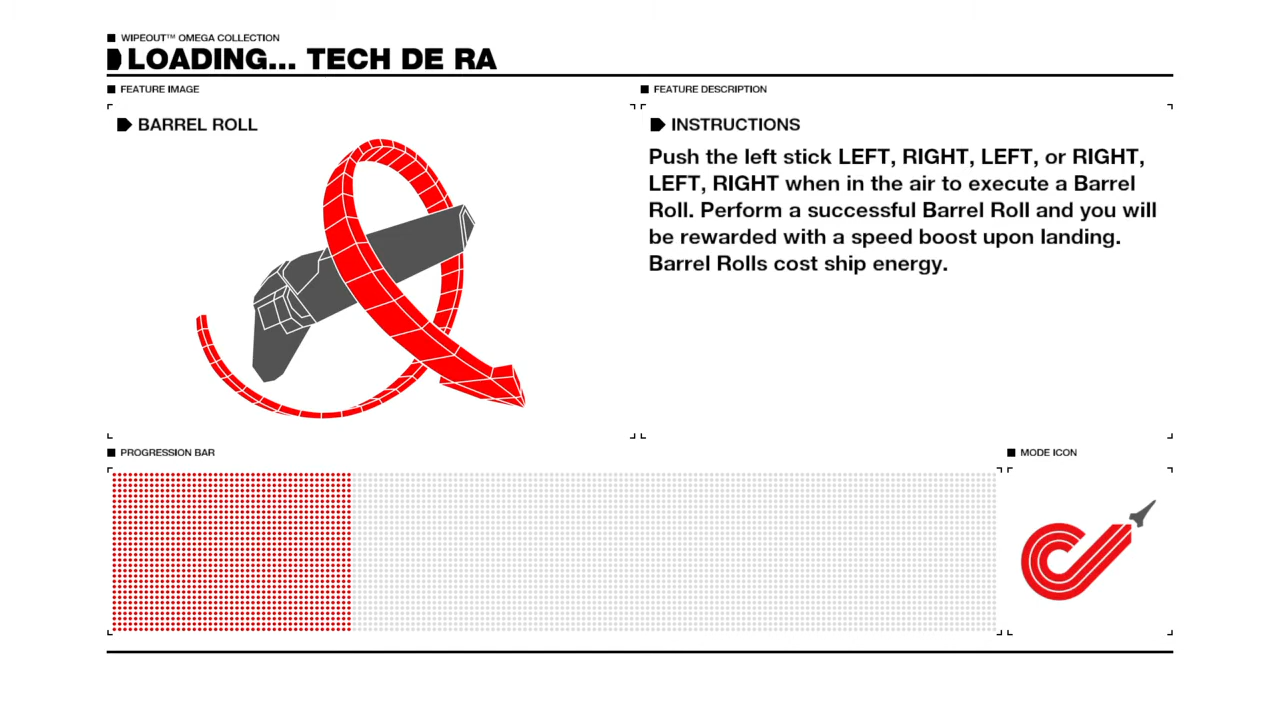 WIPEOUT™ OMEGA COLLECTION
LOADING... TECH DE RA
FEATURE IMAGE
BARREL ROLL
FEATURE DESCRIPTION
INSTRUCTIONS
Push the left stick LEFT, RIGHT, LEFT, or RIGHT,
LEFT, RIGHT when in the air to execute a Barrel
Roll. Perform a successful Barrel Roll and you will
be rewarded with a speed boost upon landing.
Barrel Rolls cost ship energy.
PROGRESSION BAR
MODE ICON